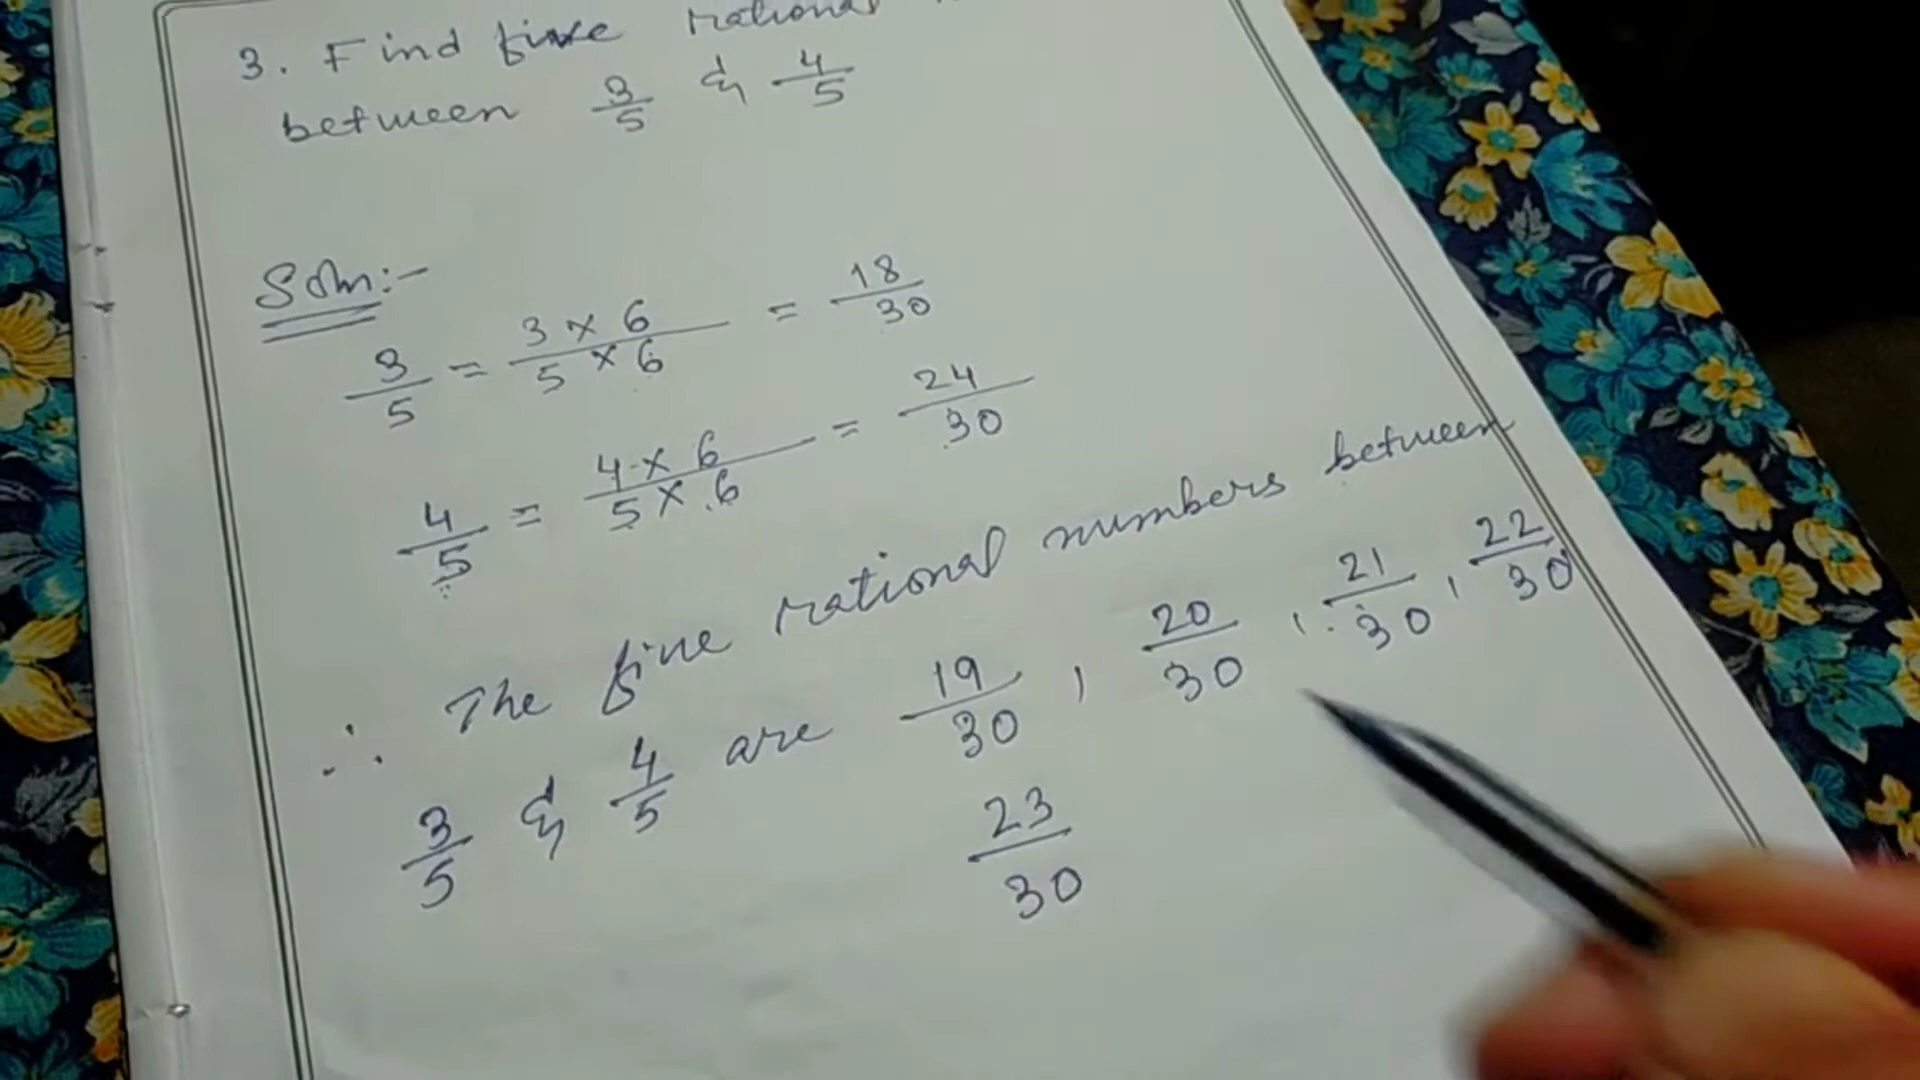 3. Find five rational
between 3/5 & 4/5
Soln:-
3/5 = 3 × 6 / 5 × 6 = 18/30
4/5 = 4 × 6 / 5 × 6 = 24/30
∴ The five rational numbers between
3/5 & 4/5 are 19/30, 20/30, 21/30, 22/30
23/30